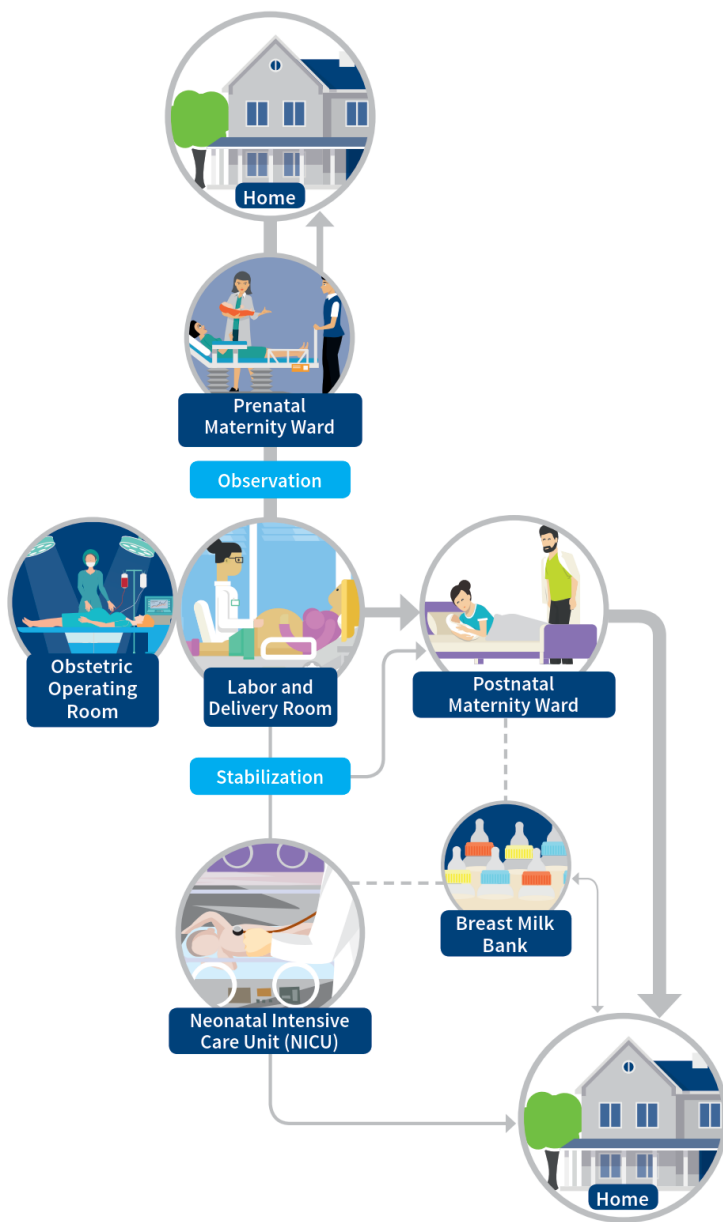 Home
Prenatal
Maternity Ward
Observation
Obstetric
Operating
Room
Labor and
Delivery Room
Postnatal
Maternity Ward
Stabilization
Breast Milk
Bank
Neonatal Intensive
Care Unit (NICU)
Home